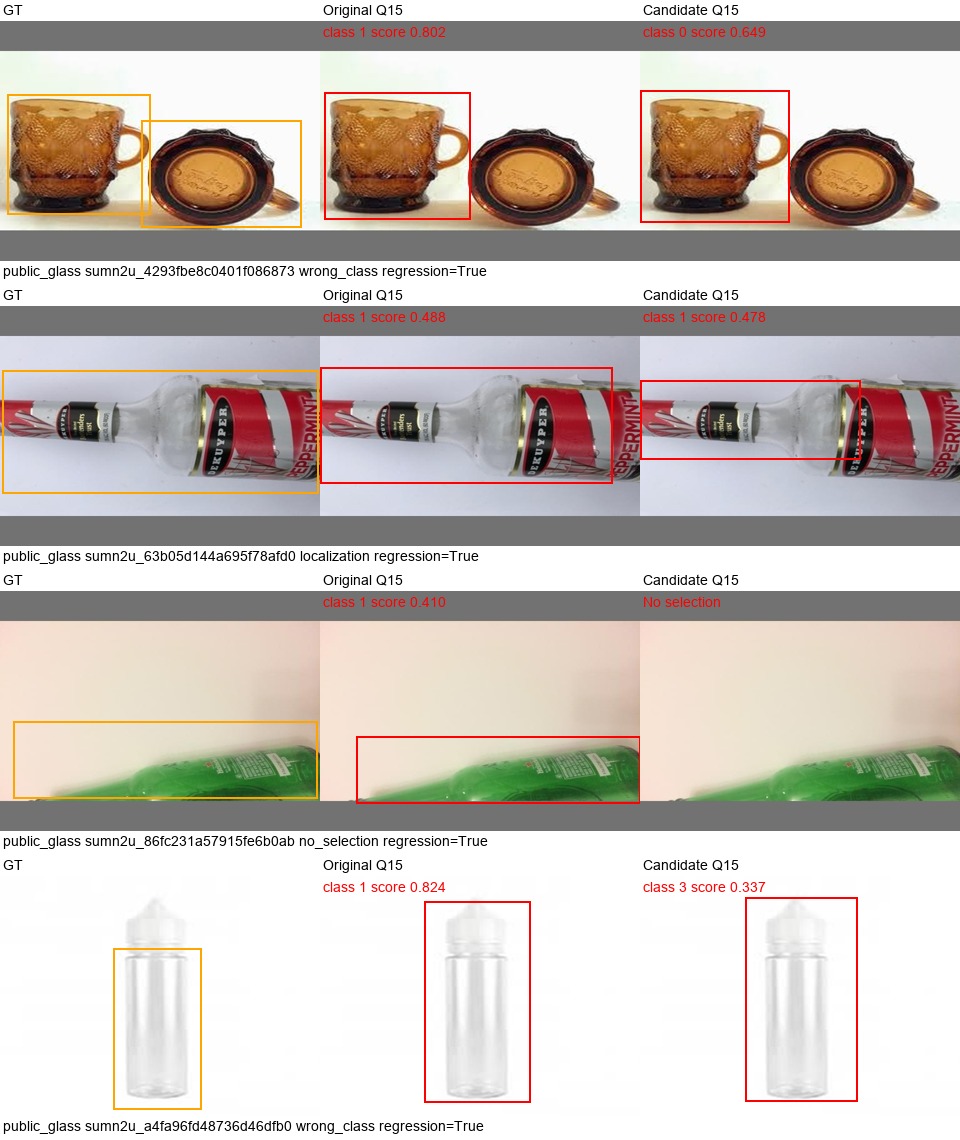 GT Original Q15 Candidate Q15
class 1 score 0.802 class 0 score 0.649
public_glass sumn2u_4293fbe8c0401f086873 wrong_class regression=True
GT Original Q15 Candidate Q15
class 1 score 0.488 class 1 score 0.478
DEKUYPER PEPPERMINT DEKUYPER PEPPERMINT DEKUYPER PEPPERMINT
public_glass sumn2u_63b05d144a695f78afd0 localization regression=True
GT Original Q15 Candidate Q15
class 1 score 0.410 No selection
public_glass sumn2u_86fc231a57915fe6b0ab no_selection regression=True
GT Original Q15 Candidate Q15
class 1 score 0.824 class 3 score 0.337
public_glass sumn2u_a4fa96fd48736d46dfb0 wrong_class regression=True